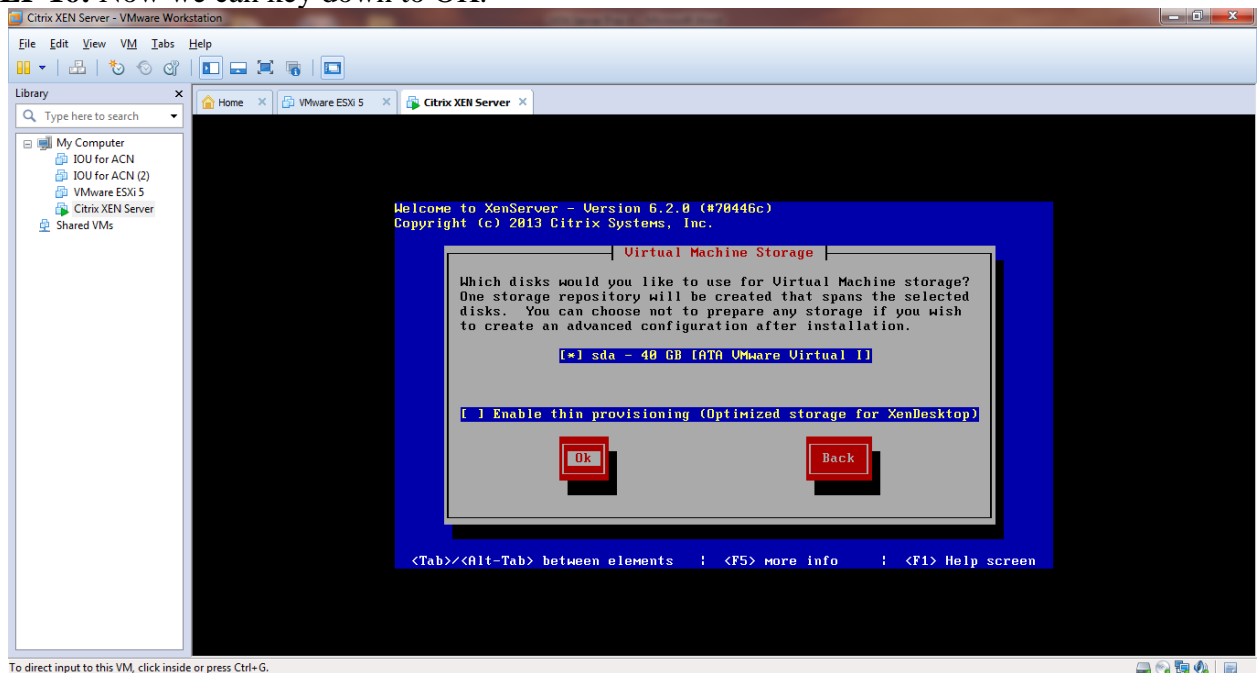 Now we can key down to OK.
Citrix XEN Server - VMware Workstation
File Edit View VM Tabs Help
Library x
Type here to search
My Computer
IOU for ACN
IOU for ACN (2)
VMware ESXi 5
Citrix XEN Server
Shared VMs
Home × VMware ESXi 5 × Citrix XEN Server ×
Welcome to XenServer - Version 6.2.0 (#70446c)
Copyright (c) 2013 Citrix Systems, Inc.
Virtual Machine Storage
Which disks would you like to use for Virtual Machine storage?
One storage repository will be created that spans the selected
disks. You can choose not to prepare any storage if you wish
to create an advanced configuration after installation.
[*] sda - 40 GB [ATA VMware Virtual I]
[ ] Enable thin provisioning (Optimized storage for XenDesktop)
Ok Back
<Tab>/<Alt-Tab> between elements ¦ <F5> more info ¦ <F1> Help screen
To direct input to this VM, click inside or press Ctrl+G.